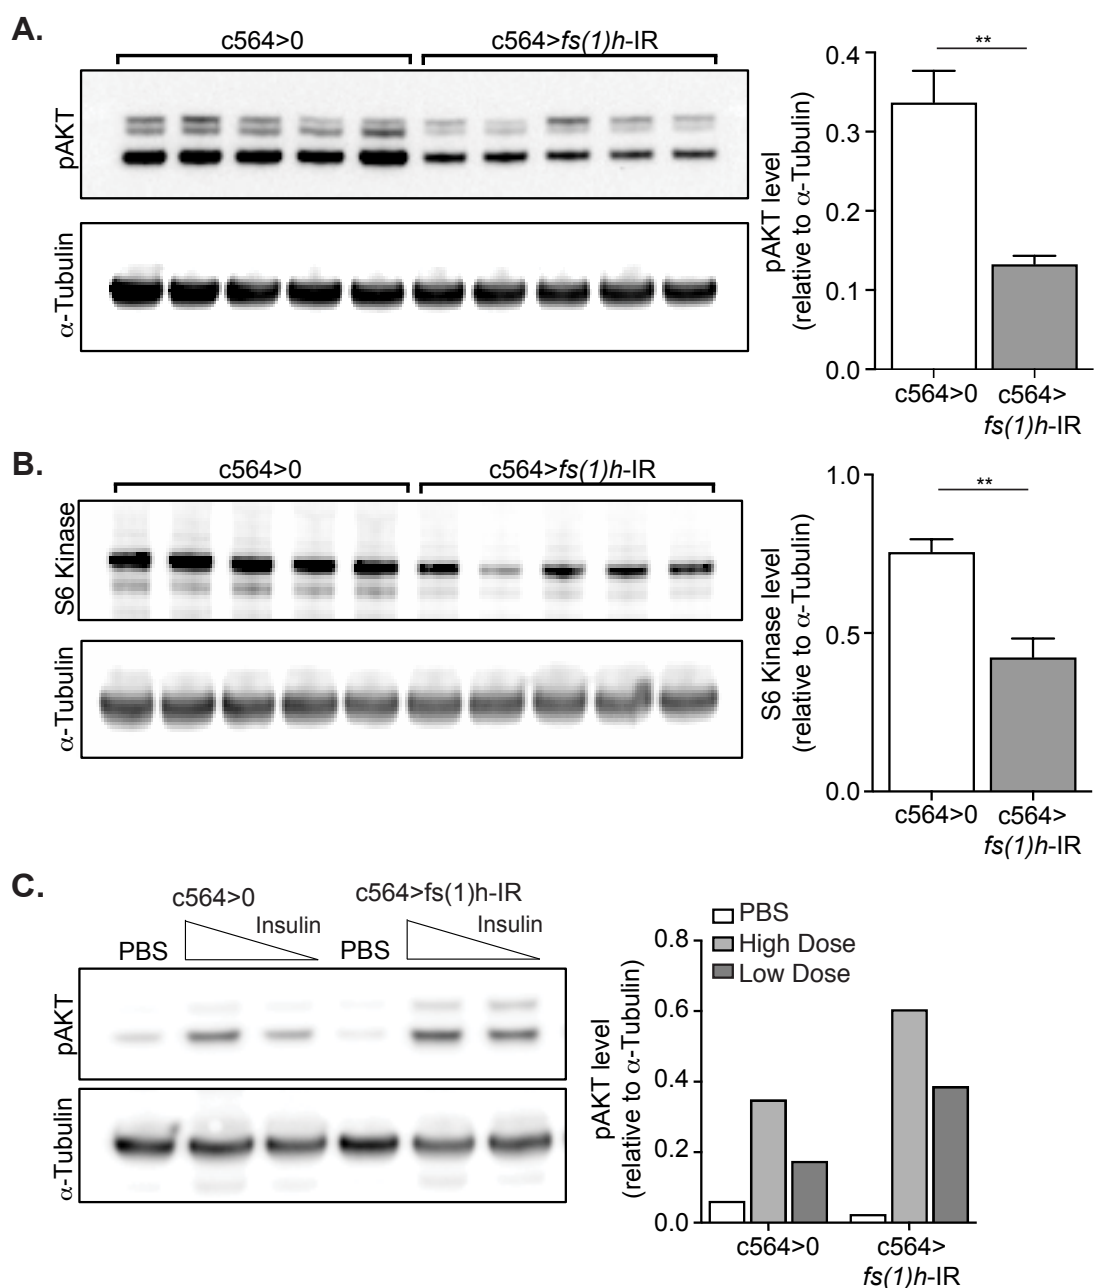 A.
c564>0
c564>fs(1)h-IR
pAKT
α-Tubulin
pAKT level
(relative to α-Tubulin)
0.4
0.3
0.2
0.1
0.0
**
c564>0
c564>
fs(1)h-IR
B.
c564>0
c564>fs(1)h-IR
S6 Kinase
α-Tubulin
S6 Kinase level
(relative to α-Tubulin)
1.0
0.5
0.0
**
c564>0
c564>
fs(1)h-IR
C.
c564>0
c564>fs(1)h-IR
PBS
Insulin
PBS
Insulin
pAKT
α-Tubulin
PBS
High Dose
Low Dose
pAKT level
(relative to α-Tubulin)
0.8
0.6
0.4
0.2
0.0
c564>0
c564>
fs(1)h-IR